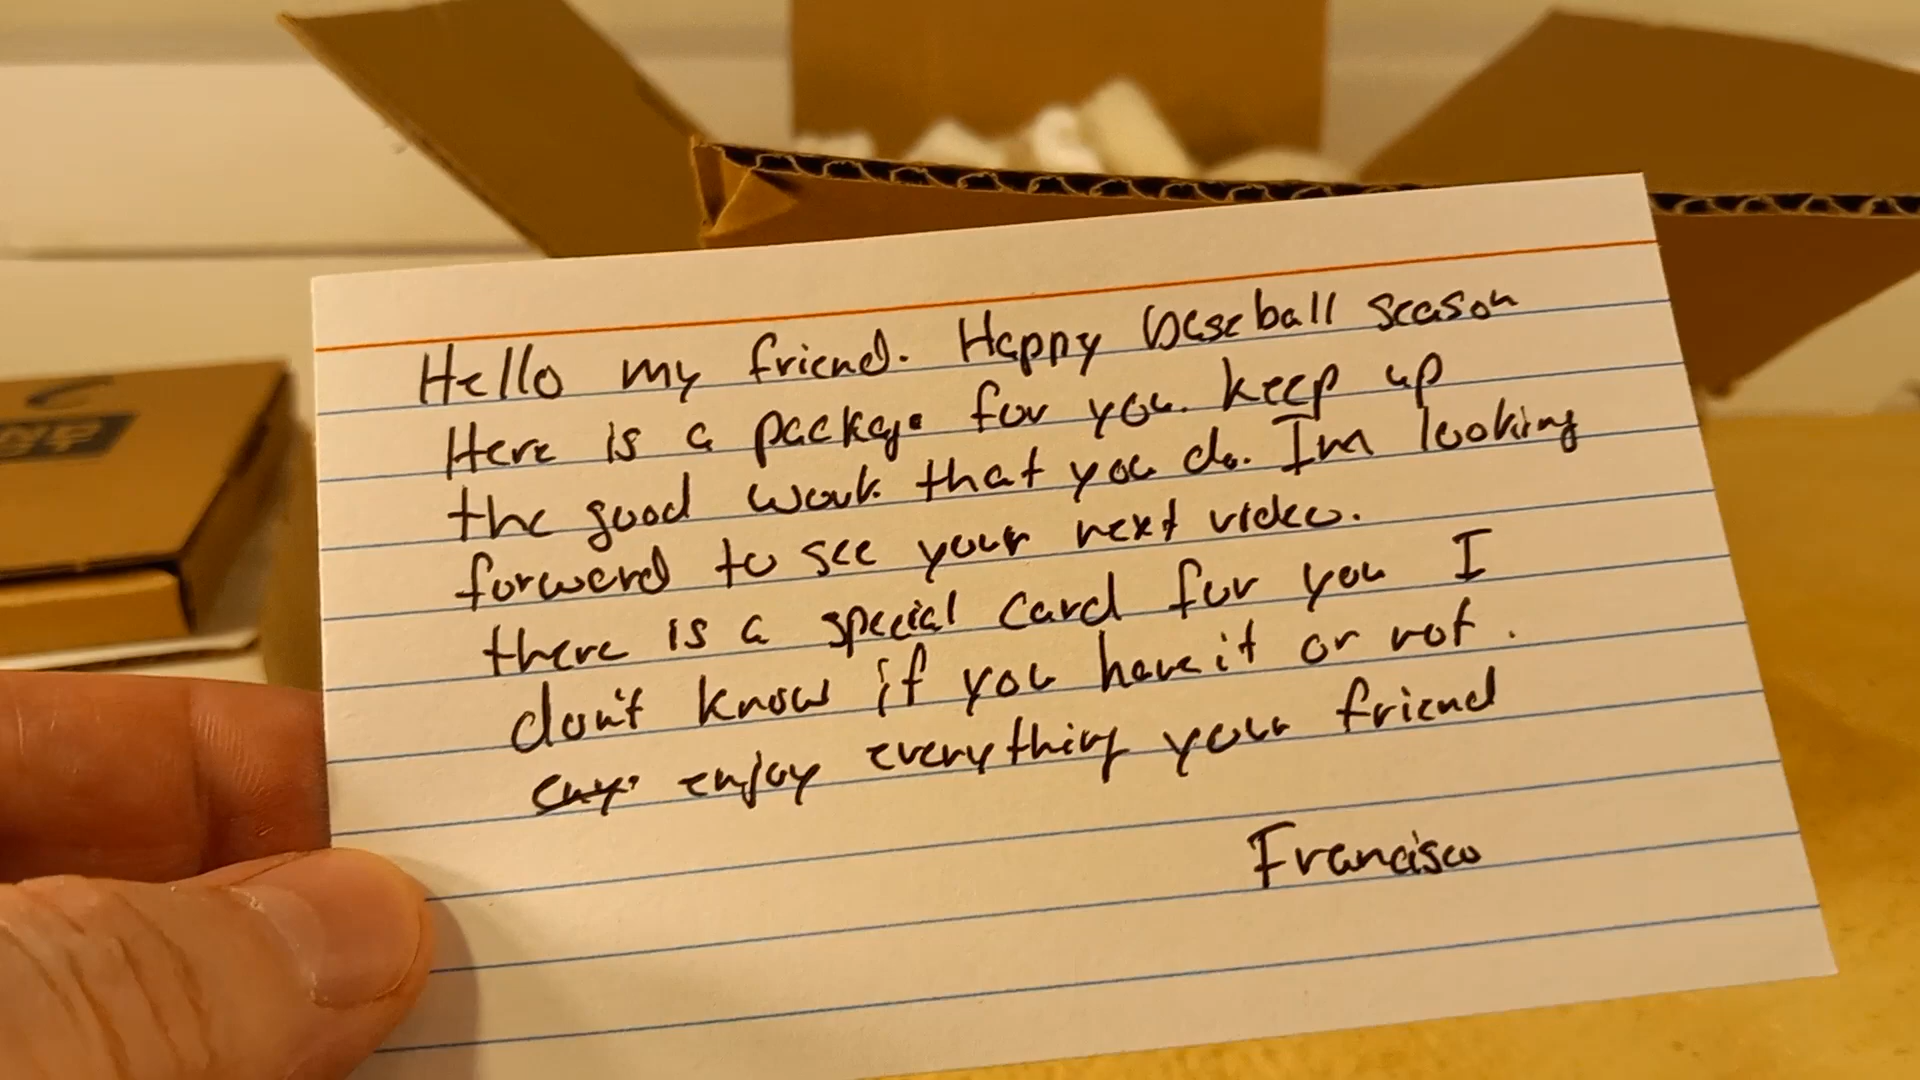 Hello my friend. Happy baseball season
Here is a package for you. keep up
the good work that you do. Im looking
forward to see your next video.
there is a special card for you I
don't know if you have it or not.
enjoy everything your friend
Francisco